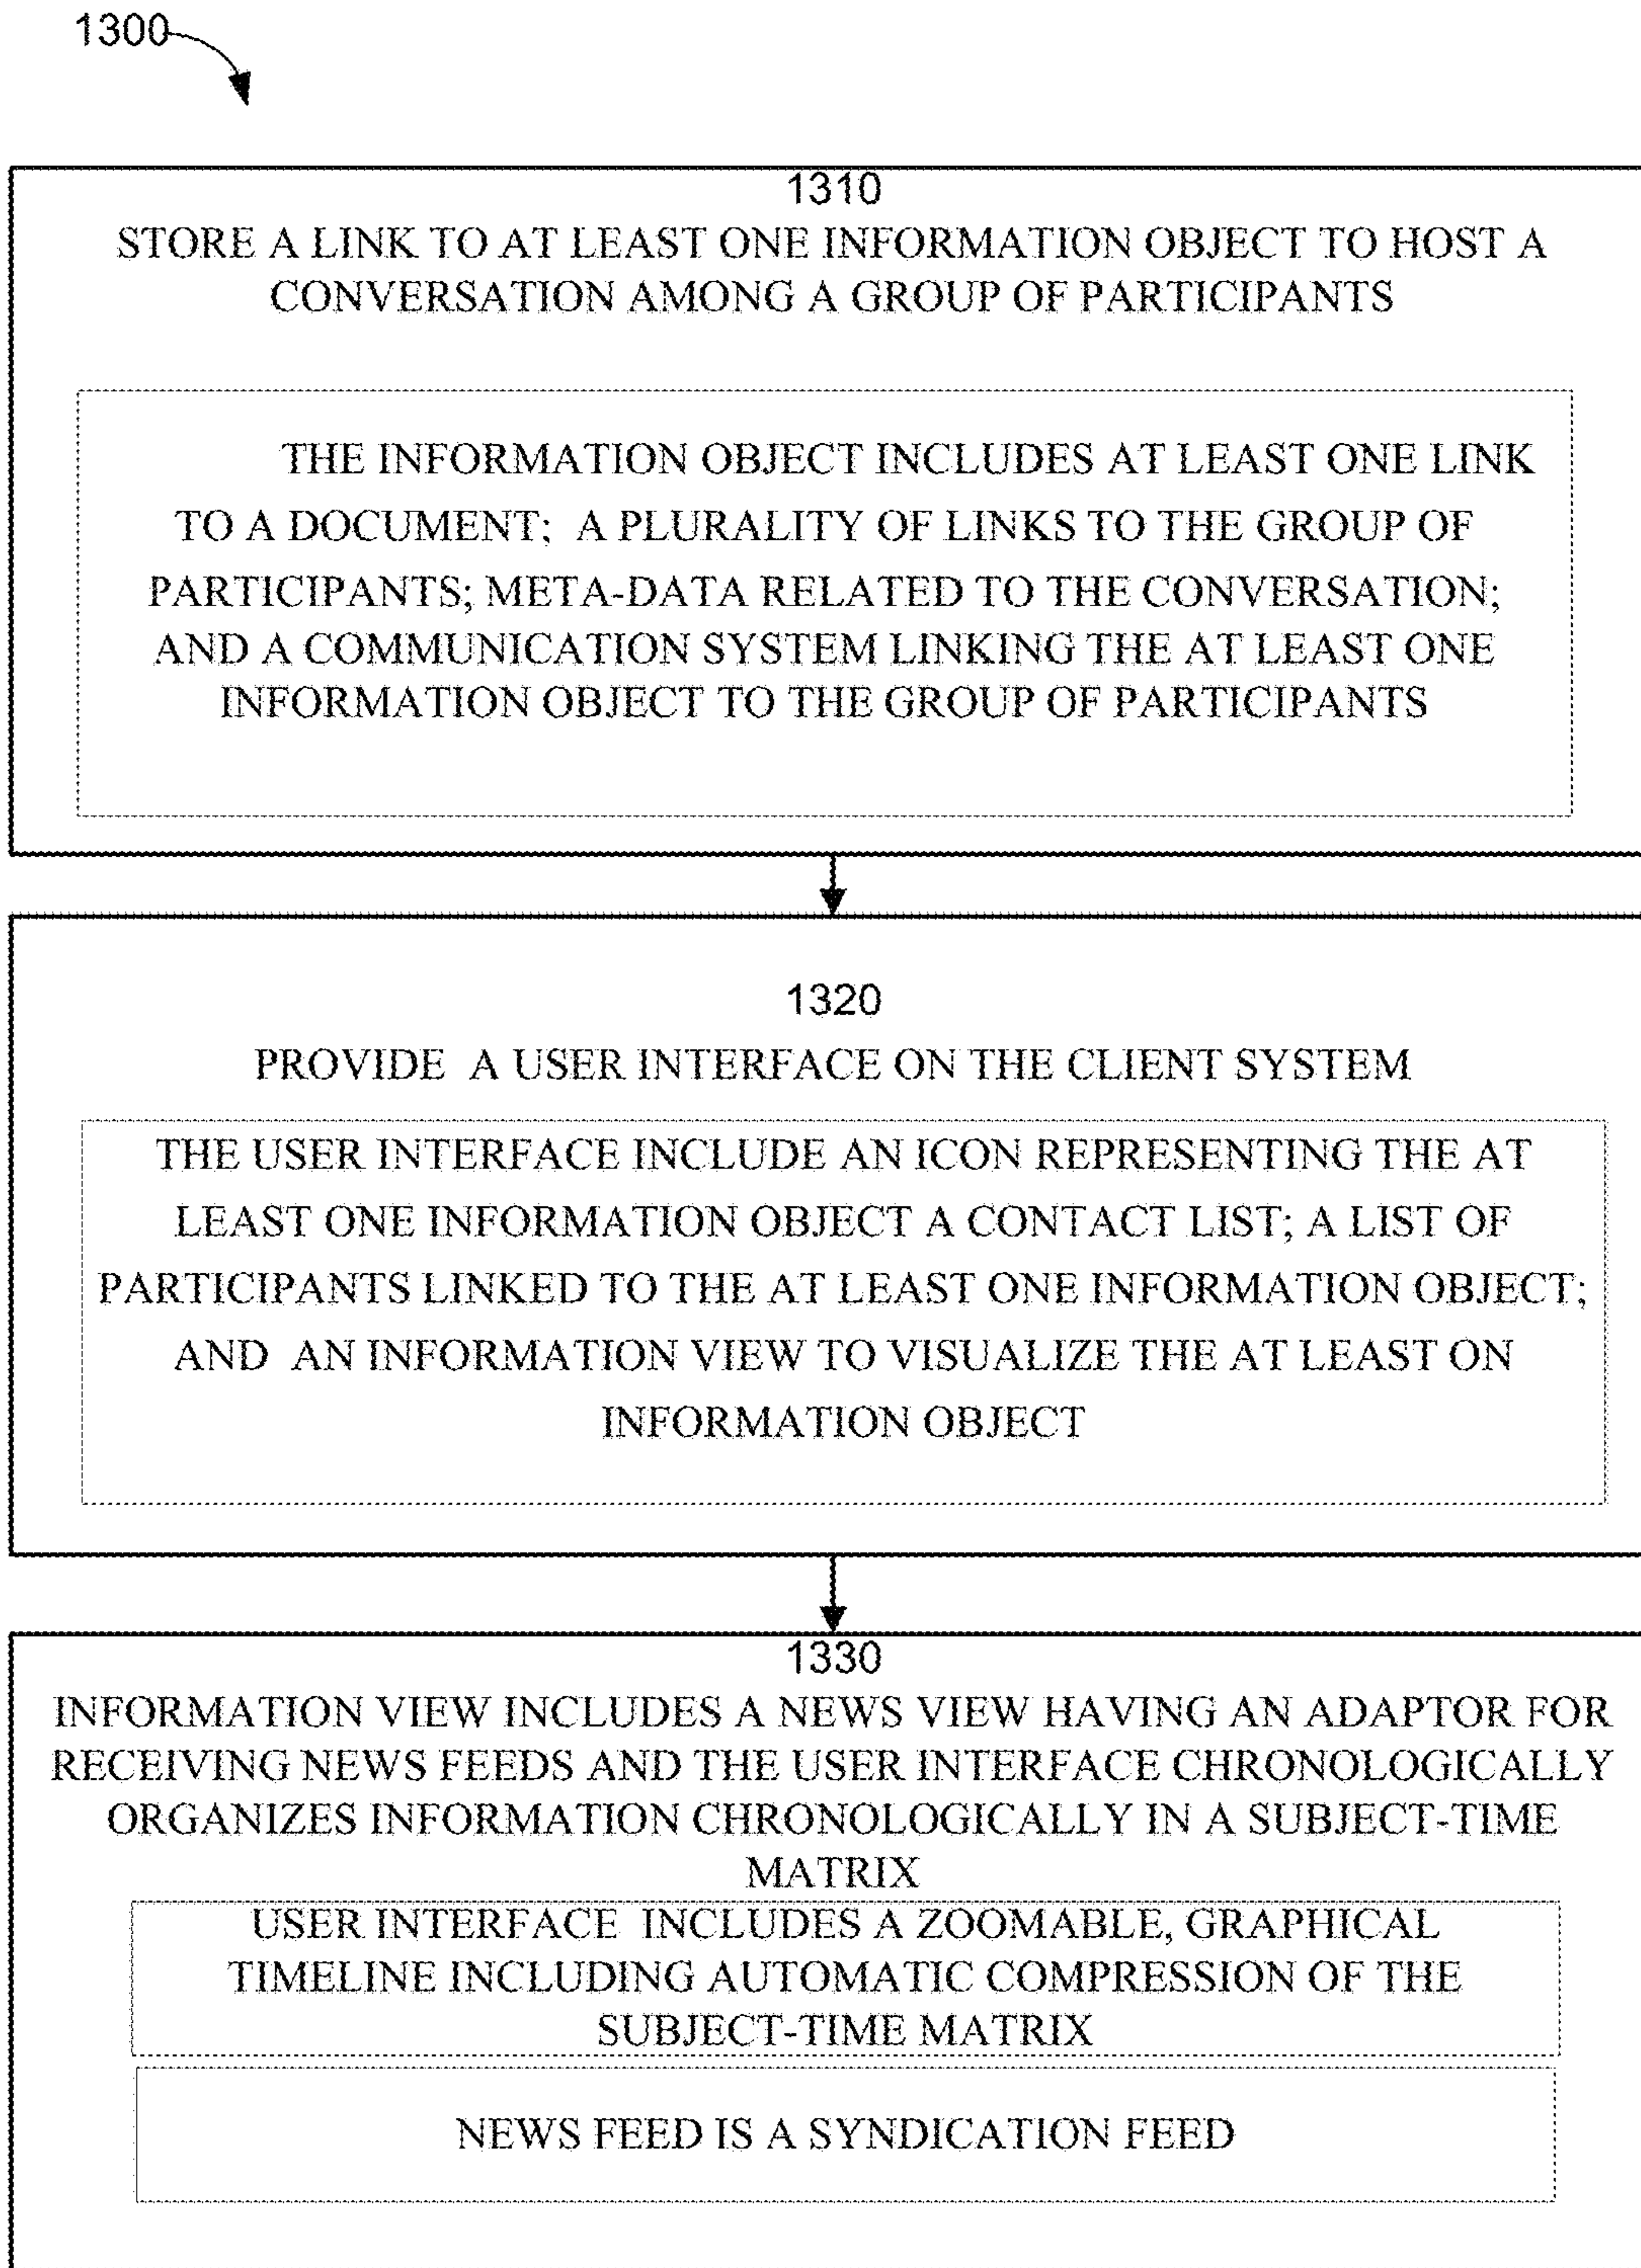 1300
1310
STORE A LINK TO AT LEAST ONE INFORMATION OBJECT TO HOST A
CONVERSATION AMONG A GROUP OF PARTICIPANTS
THE INFORMATION OBJECT INCLUDES AT LEAST ONE LINK
TO A DOCUMENT; A PLURALITY OF LINKS TO THE GROUP OF
PARTICIPANTS; META-DATA RELATED TO THE CONVERSATION;
AND A COMMUNICATION SYSTEM LINKING THE AT LEAST ONE
INFORMATION OBJECT TO THE GROUP OF PARTICIPANTS
1320
PROVIDE A USER INTERFACE ON THE CLIENT SYSTEM
THE USER INTERFACE INCLUDE AN ICON REPRESENTING THE AT
LEAST ONE INFORMATION OBJECT A CONTACT LIST; A LIST OF
PARTICIPANTS LINKED TO THE AT LEAST ONE INFORMATION OBJECT;
AND AN INFORMATION VIEW TO VISUALIZE THE AT LEAST ON
INFORMATION OBJECT
1330
INFORMATION VIEW INCLUDES A NEWS VIEW HAVING AN ADAPTOR FOR
RECEIVING NEWS FEEDS AND THE USER INTERFACE CHRONOLOGICALLY
ORGANIZES INFORMATION CHRONOLOGICALLY IN A SUBJECT-TIME
MATRIX
USER INTERFACE INCLUDES A ZOOMABLE, GRAPHICAL
TIMELINE INCLUDING AUTOMATIC COMPRESSION OF THE
SUBJECT-TIME MATRIX
NEWS FEED IS A SYNDICATION FEED